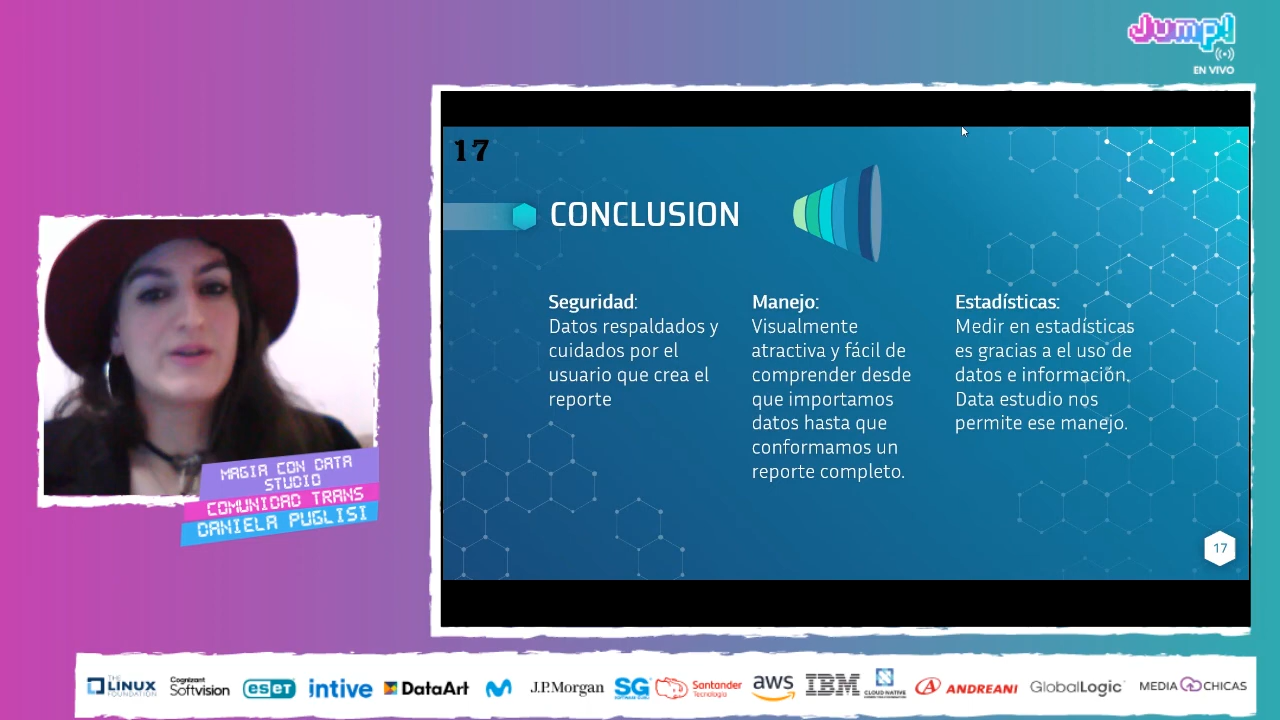 Jump!
EN VIVO
17
CONCLUSION
Seguridad:
Datos respaldados y
cuidados por el
usuario que crea el
reporte
Manejo:
Visualmente
atractiva y fácil de
comprender desde
que importamos
datos hasta que
conformamos un
reporte completo.
Estadísticas:
Medir en estadísticas
es gracias a el uso de
datos e información.
Data estudio nos
permite ese manejo.
17
MAGIA CON DATA
STUDIO
COMUNIDAD TRANS
DANIELA PUGLISI
THE
LINUX
FOUNDATION
Cognizant
Softvision
eseT
intive
DataArt
J.P.Morgan
SG
Santander
Tecnología
aws
IBM
CLOUD NATIVE
ANDREANI
GlobalLogic
MEDIA CHICAS